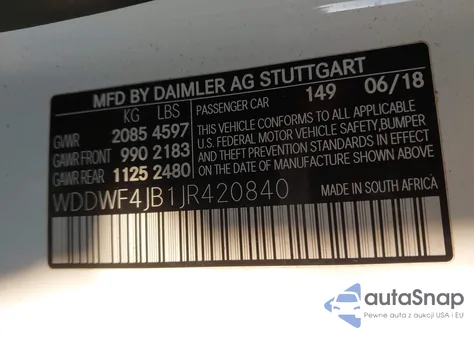 MFD BY DAIMLER AG STUTTGART
KG LBS
GVWR 2085 4597
GAWR FRONT 990 2183
GAWR REAR 1125 2480
PASSENGER CAR 149 06/18
THIS VEHICLE CONFORMS TO ALL APPLICABLE
U.S. FEDERAL MOTOR VEHICLE SAFETY, BUMPER
AND THEFT PREVENTION STANDARDS IN EFFECT
ON THE DATE OF MANUFACTURE SHOWN ABOVE.
WDDWF4JB1JR420840
MADE IN SOUTH AFRICA
autoSnap
Pewne auta z aukcji USA i EU